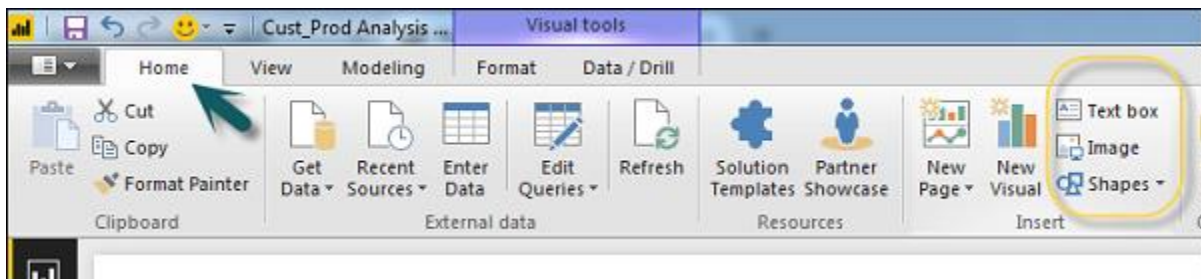 Cust_Prod Analysis ...
Visual tools
Home
View
Modeling
Format
Data / Drill
Paste
Cut
Copy
Format Painter
Clipboard
Get
Data
Recent
Sources
Enter
Data
Edit
Queries
Refresh
External data
Solution
Templates
Partner
Showcase
Resources
New
Page
New
Visual
Text box
Image
Shapes
Insert